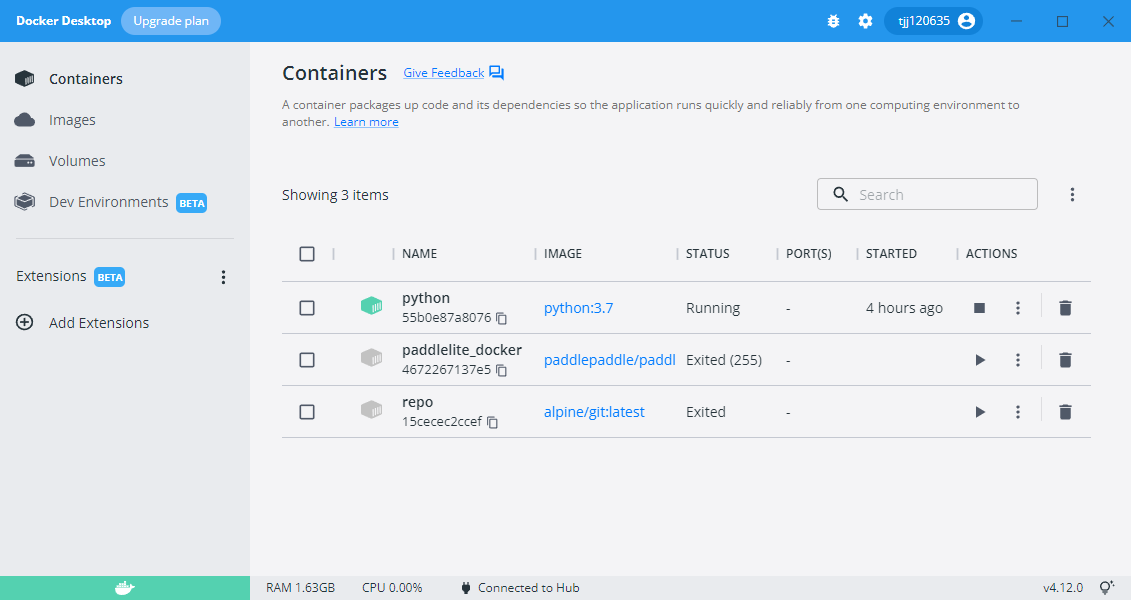 Docker Desktop Upgrade plan tjj120635
Containers
Images
Volumes
Dev Environments BETA
Extensions BETA
Add Extensions
Containers Give Feedback
A container packages up code and its dependencies so the application runs quickly and reliably from one computing environment to
another. Learn more
Showing 3 items Search
NAME IMAGE STATUS PORT(S) STARTED ACTIONS
python
55b0e87a8076 python:3.7 Running - 4 hours ago
paddlelite_docker
4672267137e5 paddlepaddle/paddl Exited (255) -
repo
15cecec2ccef alpine/git:latest Exited -
RAM 1.63GB CPU 0.00% Connected to Hub v4.12.0